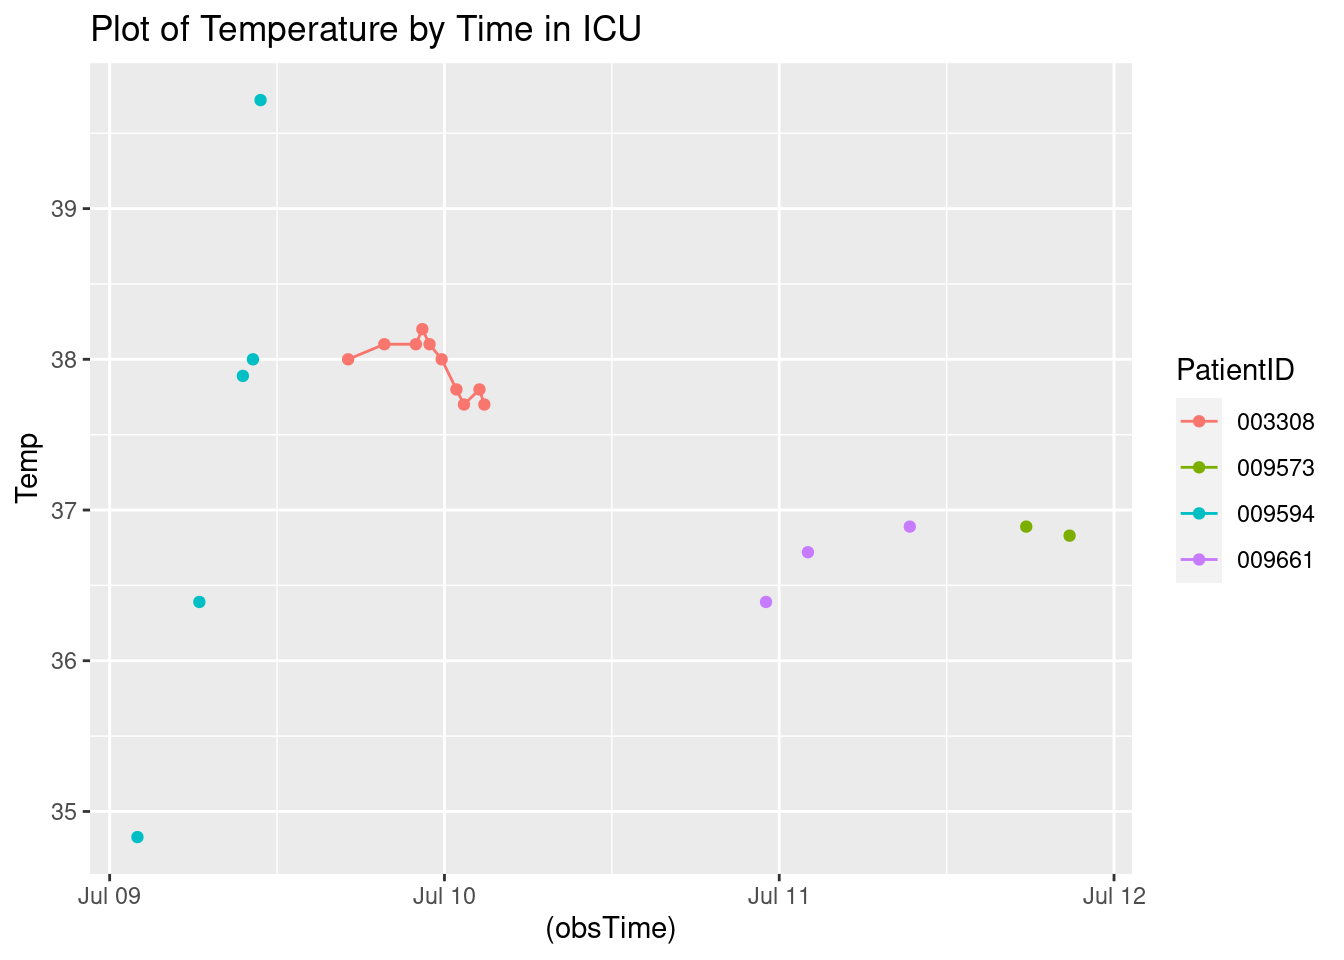 Plot of Temperature by Time in ICU
39
38
37
36
35
Temp
Jul 09 Jul 10 Jul 11 Jul 12
(obsTime)
PatientID
003308
009573
009594
009661